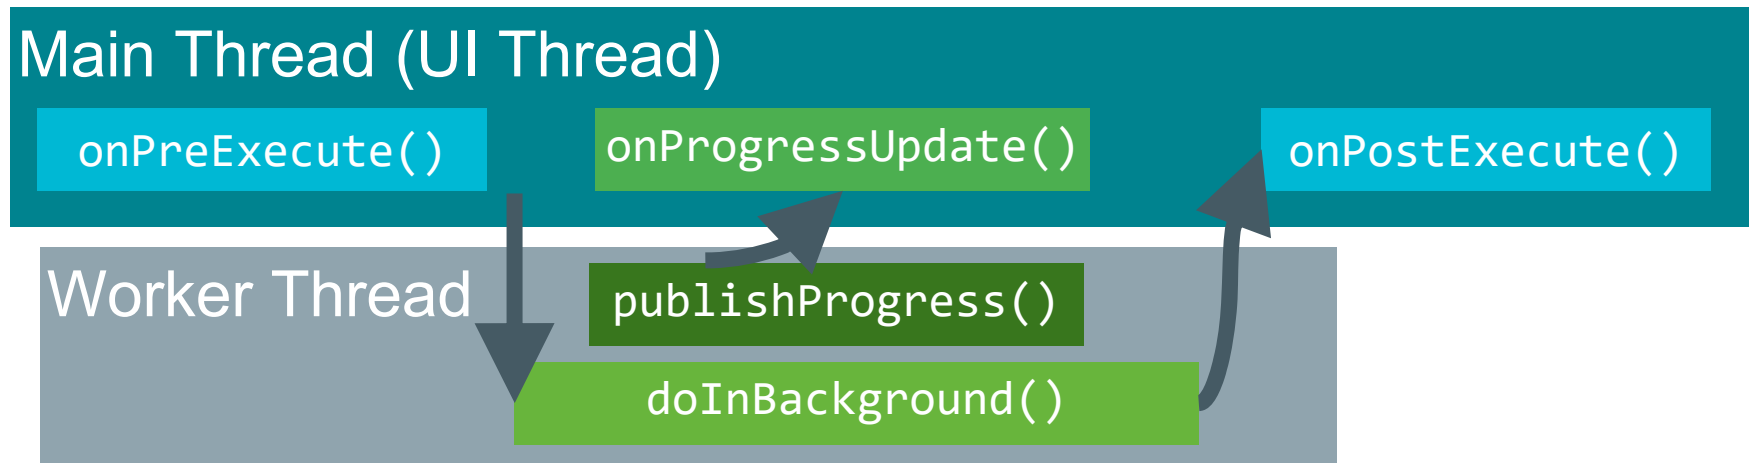 Main Thread (UI Thread)
onPreExecute()
onProgressUpdate()
onPostExecute()
Worker Thread
publishProgress()
doInBackground()